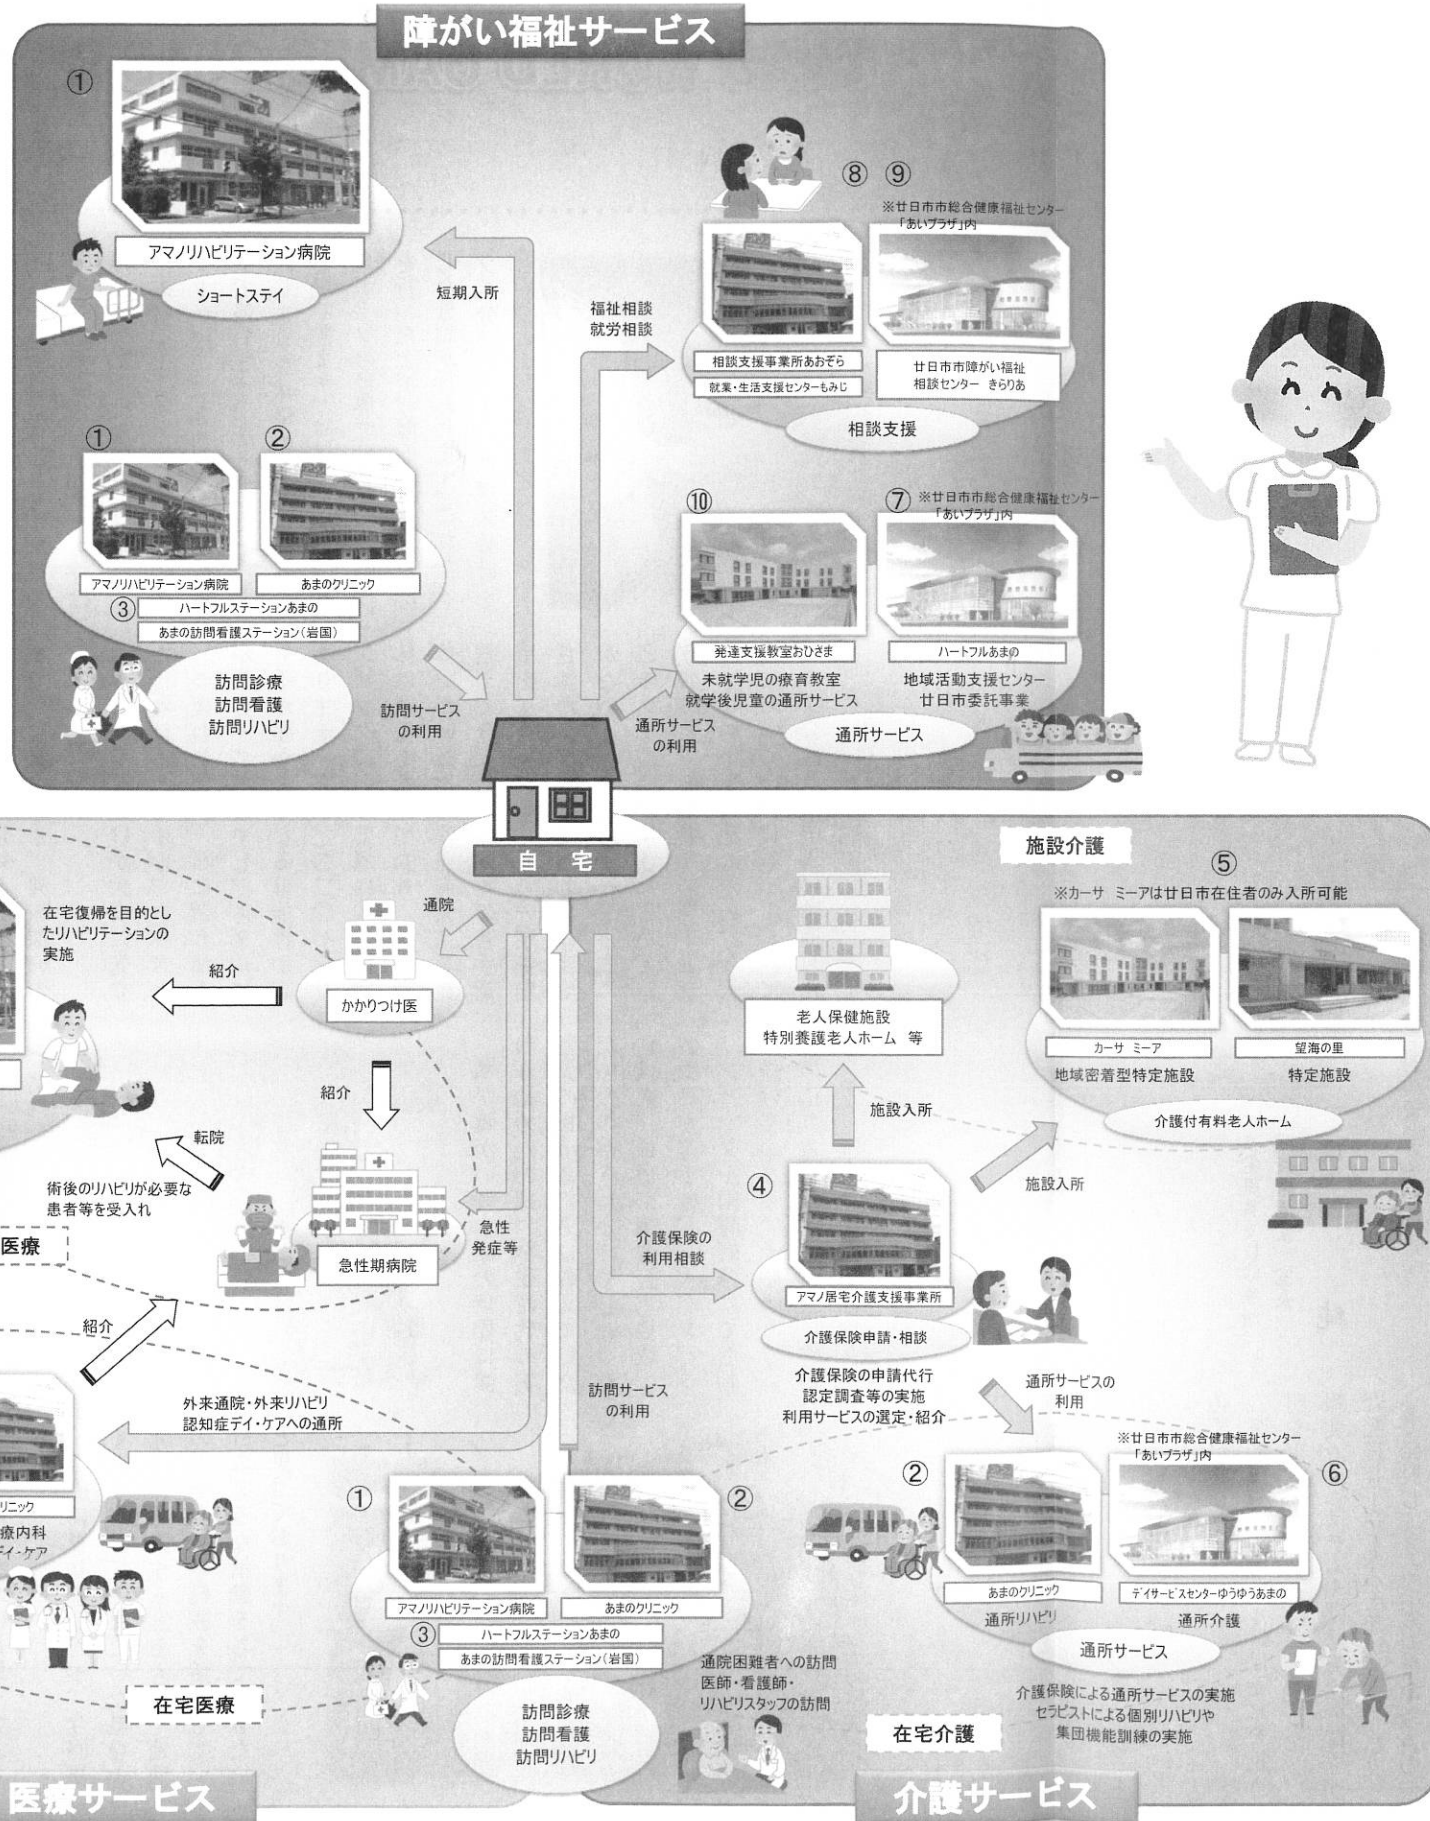 障がい福祉サービス
①
アマノリハビリテーション病院
ショートステイ
短期入所
福祉相談
就労相談
⑧ ⑨
※廿日市市総合健康福祉センター
「あいプラザ」内
相談支援事業所あおぞら
就業・生活支援センターもみじ
廿日市市障がい福祉
相談センター きらりあ
相談支援
① ②
アマノリハビリテーション病院
あまのクリニック
③
ハートフルステーションあまの
あまの訪問看護ステーション(岩国)
訪問診療
訪問看護
訪問リハビリ
訪問サービス
の利用
⑩
⑦
※廿日市市総合健康福祉センター
「あいプラザ」内
発達支援教室おひさま
未就学児の療育教室
就学後児童の通所サービス
ハートフルあまの
地域活動支援センター
廿日市委託事業
通所サービス
通所サービス
の利用
自 宅
在宅復帰を目的とし
たリハビリテーションの
実施
通院
紹介
かかりつけ医
紹介
転院
術後のリハビリが必要な
患者等を受入れ
医療
急性期病院
急性
発症等
紹介
外来通院・外来リハビリ
認知症デイ・ケアへの通所
リニック
療内科
デイ・ケア
在宅医療
医療サービス
訪問サービス
の利用
① ②
アマノリハビリテーション病院
あまのクリニック
③
ハートフルステーションあまの
あまの訪問看護ステーション(岩国)
訪問診療
訪問看護
訪問リハビリ
通院困難者への訪問
医師・看護師・
リハビリスタッフの訪問
施設介護
⑤
※カーサ ミーアは廿日市在住者のみ入所可能
カーサ ミーア
地域密着型特定施設
望海の里
特定施設
介護付有料老人ホーム
老人保健施設
特別養護老人ホーム 等
施設入所
施設入所
④
アマノ居宅介護支援事業所
介護保険申請・相談
介護保険の
利用相談
介護保険の申請代行
認定調査等の実施
利用サービスの選定・紹介
通所サービスの
利用
※廿日市市総合健康福祉センター
「あいプラザ」内
② ⑥
あまのクリニック
通所リハビリ
デイサービスセンターゆうゆうあまの
通所介護
通所サービス
介護保険による通所サービスの実施
セラピストによる個別リハビリや
集団機能訓練の実施
在宅介護
介護サービス